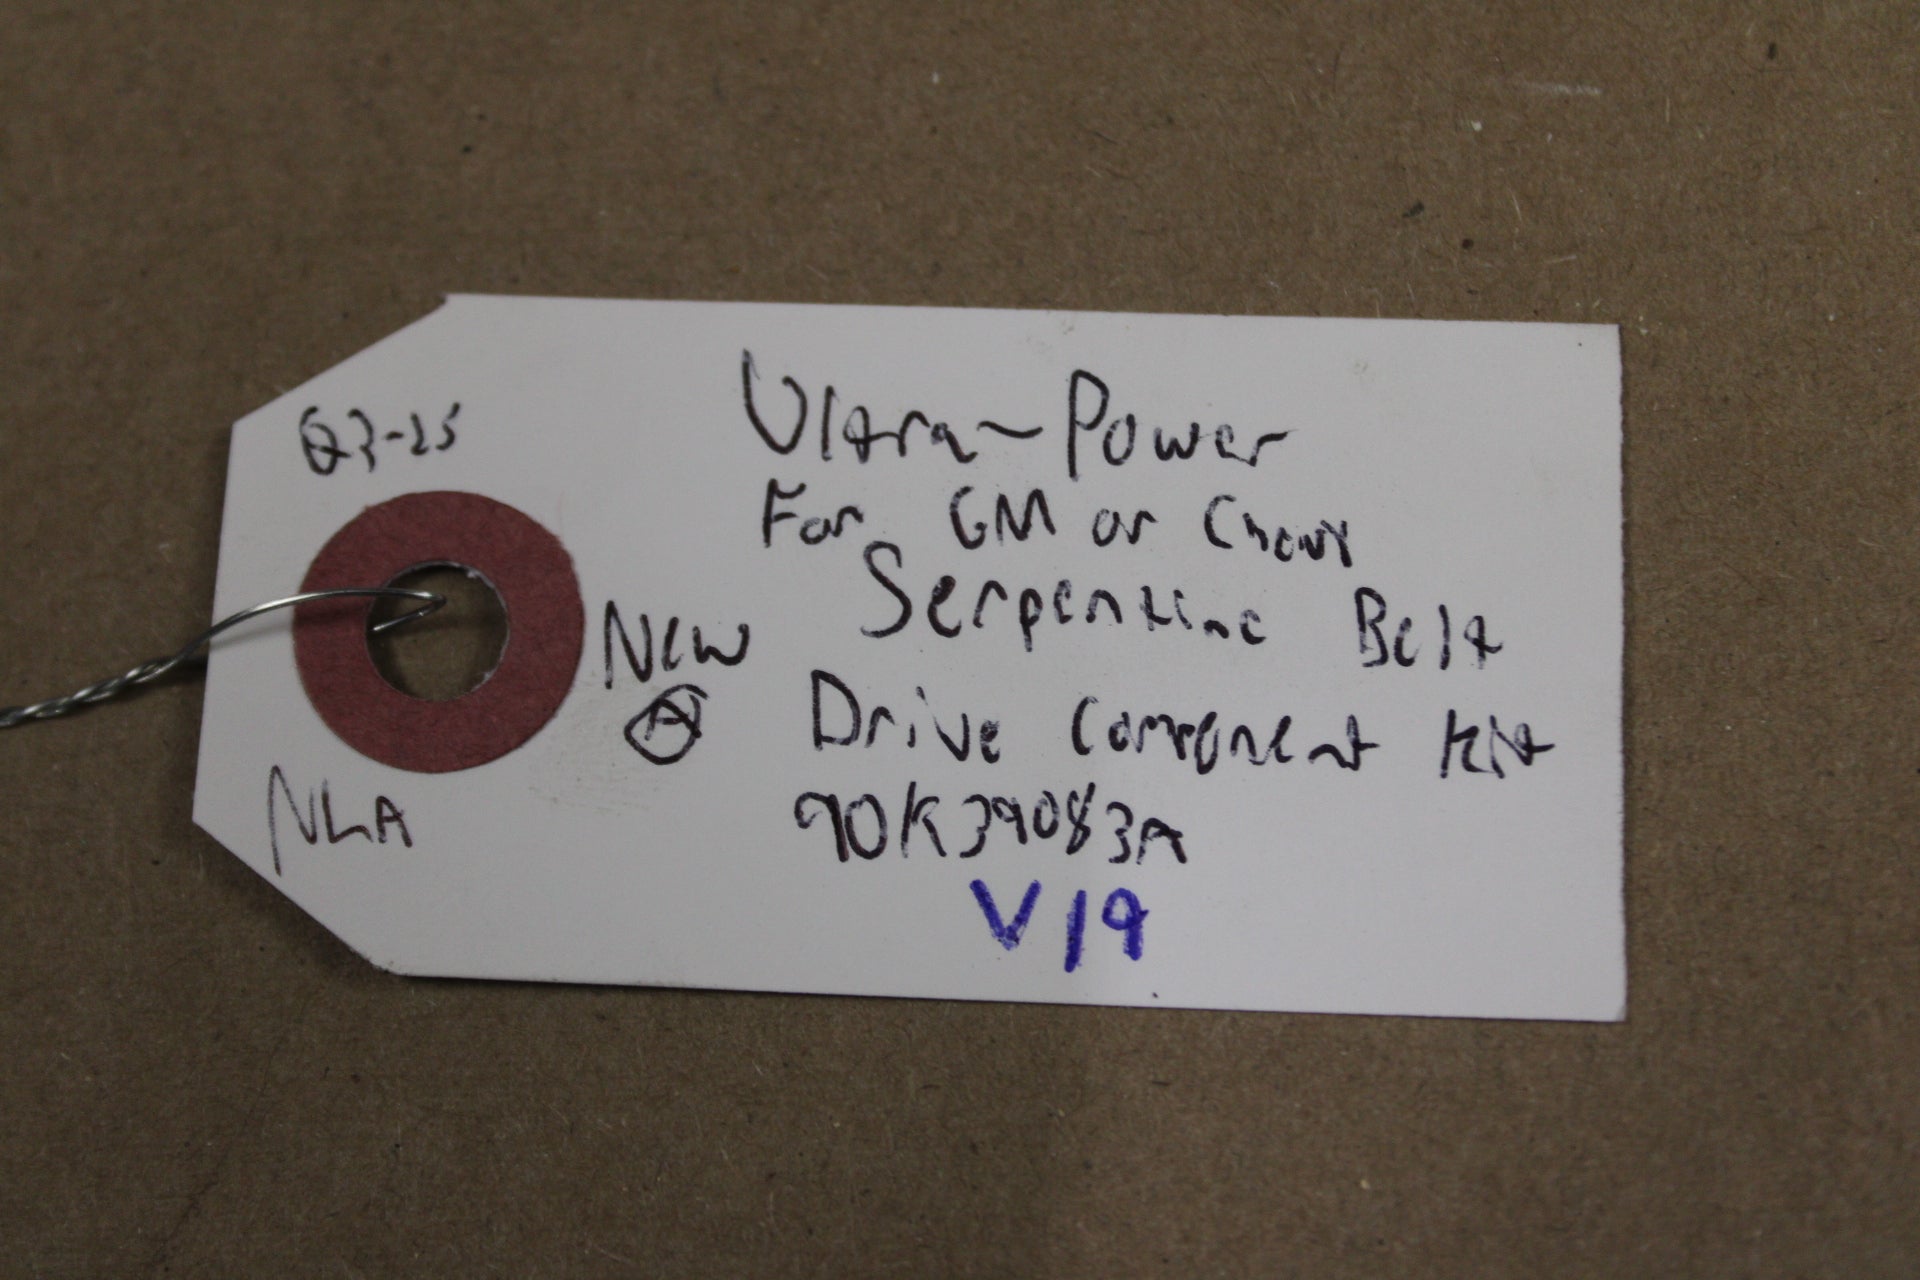 Q3-25
Ultra-Power
For GM or Chevy
Serpentine Belt
New
A
Drive Component Kit
NLA
90K39083A
V19